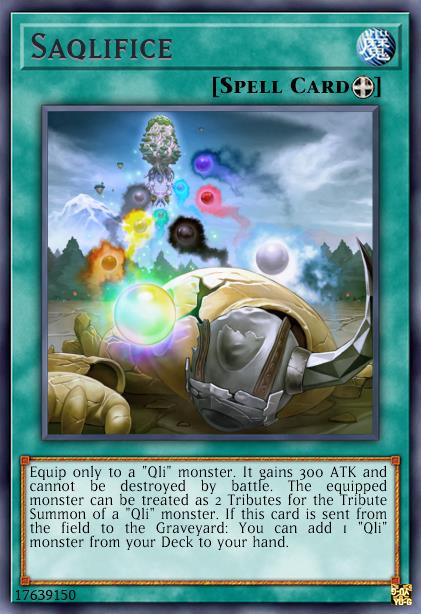 Saqlifice
魔
[Spell Card]
Equip only to a "Qli" monster. It gains 300 ATK and
cannot be destroyed by battle. The equipped
monster can be treated as 2 Tributes for the Tribute
Summon of a "Qli" monster. If this card is sent from
the field to the Graveyard: You can add 1 "Qli"
monster from your Deck to your hand.
17639150